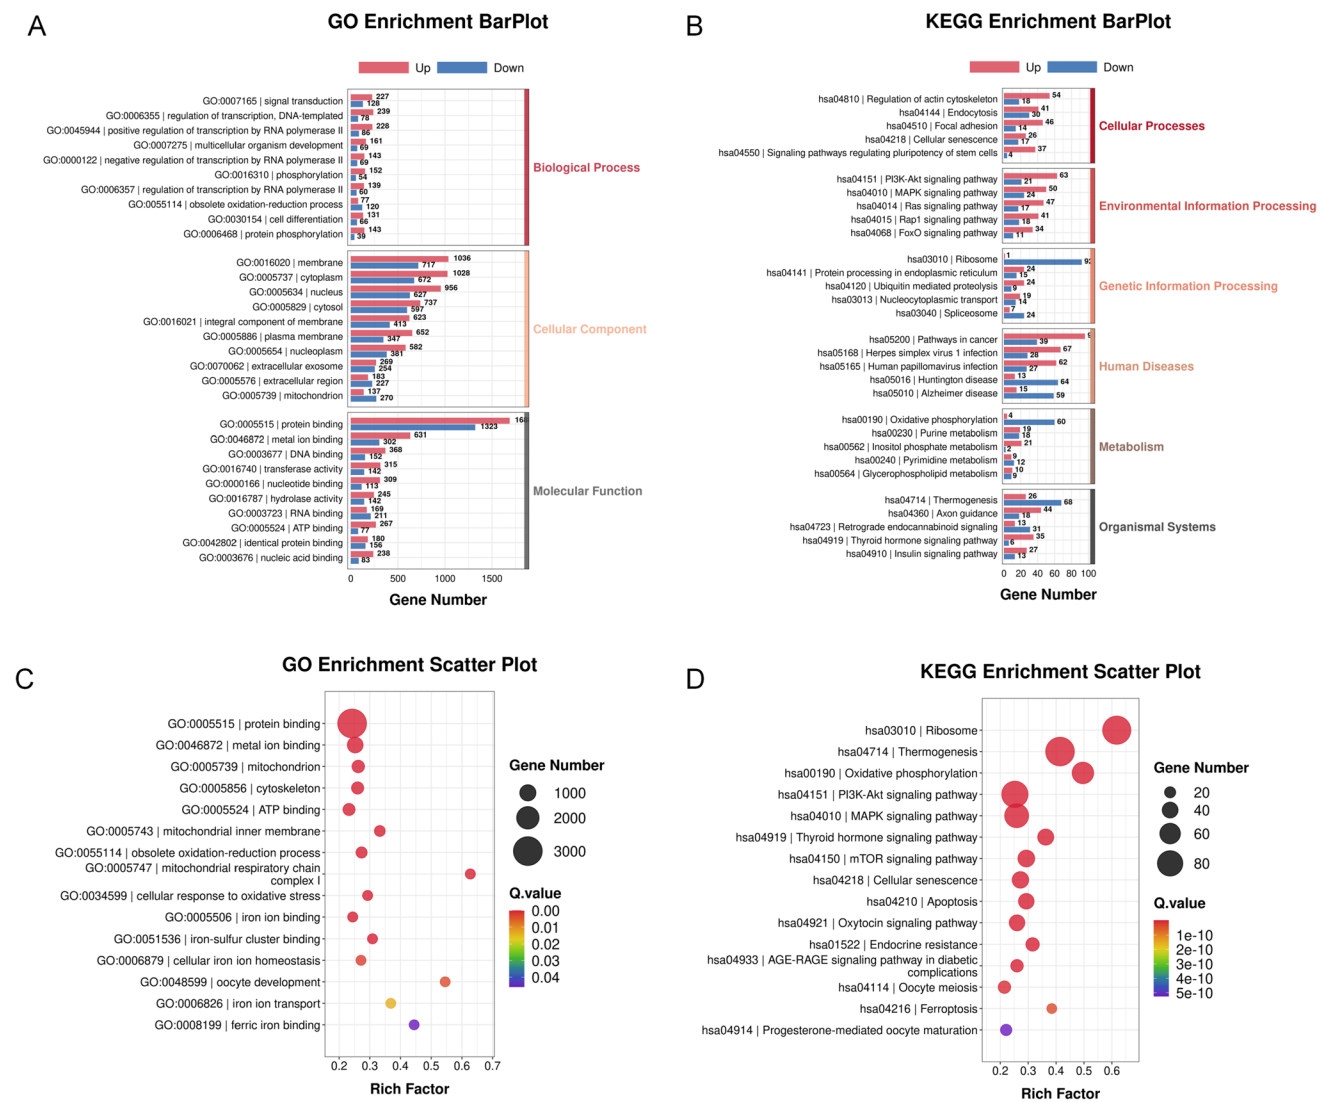 A
GO Enrichment BarPlot
Up Down
GO:0007165 | signal transduction 227 128
GO:0006355 | regulation of transcription, DNA-templated 239 78
GO:0045944 | positive regulation of transcription by RNA polymerase II 228 86
GO:0007275 | multicellular organism development 161 69
GO:0000122 | negative regulation of transcription by RNA polymerase II 143 69
GO:0016310 | phosphorylation 152 54
GO:0006357 | regulation of transcription by RNA polymerase II 139 60
GO:0055114 | obsolete oxidation-reduction process 77 120
GO:0030154 | cell differentiation 131 66
GO:0006468 | protein phosphorylation 143 39
Biological Process
GO:0016020 | membrane 1036 717
GO:0005737 | cytoplasm 1028 672
GO:0005634 | nucleus 956 627
GO:0005829 | cytosol 737 597
GO:0016021 | integral component of membrane 623 413
GO:0005886 | plasma membrane 652 347
GO:0005654 | nucleoplasm 582 381
GO:0070062 | extracellular exosome 269 254
GO:0005576 | extracellular region 183 227
GO:0005739 | mitochondrion 137 270
Cellular Component
GO:0005515 | protein binding 1323
GO:0046872 | metal ion binding 631 302
GO:0003677 | DNA binding 368 152
GO:0016740 | transferase activity 315 142
GO:0000166 | nucleotide binding 309 113
GO:0016787 | hydrolase activity 245 142
GO:0003723 | RNA binding 169 211
GO:0005524 | ATP binding 267 77
GO:0042802 | identical protein binding 180 156
GO:0003676 | nucleic acid binding 238 83
Molecular Function
0 500 1000 1500
Gene Number
B
KEGG Enrichment BarPlot
Up Down
hsa04810 | Regulation of actin cytoskeleton 54 18
hsa04144 | Endocytosis 41 30
hsa04510 | Focal adhesion 46 14
hsa04218 | Cellular senescence 26 17
hsa04550 | Signaling pathways regulating pluripotency of stem cells 37 4
Cellular Processes
hsa04151 | PI3K-Akt signaling pathway 63 21
hsa04010 | MAPK signaling pathway 50 24
hsa04014 | Ras signaling pathway 47 17
hsa04015 | Rap1 signaling pathway 41 18
hsa04068 | FoxO signaling pathway 34 11
Environmental Information Processing
hsa03010 | Ribosome 1
hsa04141 | Protein processing in endoplasmic reticulum 24 15
hsa04120 | Ubiquitin mediated proteolysis 24 9
hsa03013 | Nucleocytoplasmic transport 19 14
hsa03040 | Spliceosome 7 24
Genetic Information Processing
hsa05200 | Pathways in cancer 39
hsa05168 | Herpes simplex virus 1 infection 67 28
hsa05165 | Human papillomavirus infection 62 27
hsa05016 | Huntington disease 13 64
hsa05010 | Alzheimer disease 15 59
Human Diseases
hsa00190 | Oxidative phosphorylation 4 60
hsa00230 | Purine metabolism 19 18
hsa00562 | Inositol phosphate metabolism 21 2
hsa00240 | Pyrimidine metabolism 9 12
hsa00564 | Glycerophospholipid metabolism 10 9
Metabolism
hsa04714 | Thermogenesis 26 68
hsa04360 | Axon guidance 44 18
hsa04723 | Retrograde endocannabinoid signaling 13 31
hsa04919 | Thyroid hormone signaling pathway 35 6
hsa04910 | Insulin signaling pathway 27 13
Organismal Systems
0 20 40 60 80 100
Gene Number
C
GO Enrichment Scatter Plot
GO:0005515 | protein binding
GO:0046872 | metal ion binding
GO:0005739 | mitochondrion
GO:0005856 | cytoskeleton
GO:0005524 | ATP binding
GO:0005743 | mitochondrial inner membrane
GO:0055114 | obsolete oxidation-reduction process
GO:0005747 | mitochondrial respiratory chain
complex I
GO:0034599 | cellular response to oxidative stress
GO:0005506 | iron ion binding
GO:0051536 | iron-sulfur cluster binding
GO:0006879 | cellular iron ion homeostasis
GO:0048599 | oocyte development
GO:0006826 | iron ion transport
GO:0008199 | ferric iron binding
0.2 0.3 0.4 0.5 0.6 0.7
Rich Factor
Gene Number
1000
2000
3000
Q.value
0.00
0.01
0.02
0.03
0.04
D
KEGG Enrichment Scatter Plot
hsa03010 | Ribosome
hsa04714 | Thermogenesis
hsa00190 | Oxidative phosphorylation
hsa04151 | PI3K-Akt signaling pathway
hsa04010 | MAPK signaling pathway
hsa04919 | Thyroid hormone signaling pathway
hsa04150 | mTOR signaling pathway
hsa04218 | Cellular senescence
hsa04210 | Apoptosis
hsa04921 | Oxytocin signaling pathway
hsa01522 | Endocrine resistance
hsa04933 | AGE-RAGE signaling pathway in diabetic
complications
hsa04114 | Oocyte meiosis
hsa04216 | Ferroptosis
hsa04914 | Progesterone-mediated oocyte maturation
0.2 0.3 0.4 0.5 0.6
Rich Factor
Gene Number
20
40
60
80
Q.value
1e-10
2e-10
3e-10
4e-10
5e-10